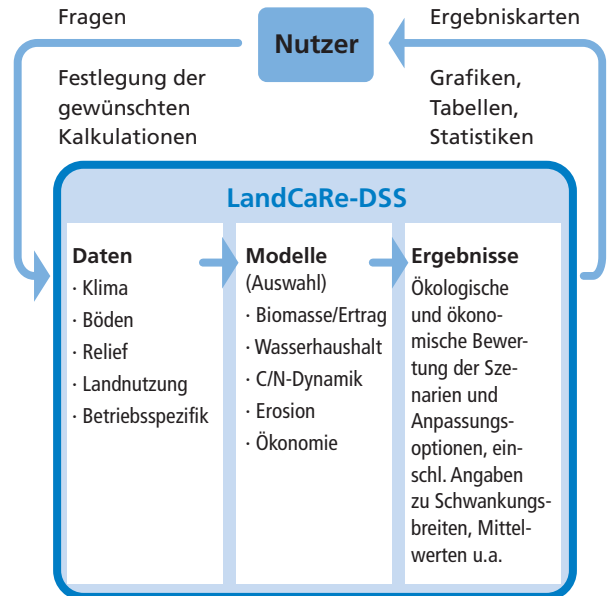 Fragen
Nutzer
Ergebniskarten
Festlegung der
gewünschten
Kalkulationen
Grafiken,
Tabellen,
Statistiken
LandCaRe-DSS
Daten
· Klima
· Böden
· Relief
· Landnutzung
· Betriebsspezifik
Modelle
(Auswahl)
· Biomasse/Ertrag
· Wasserhaushalt
· C/N-Dynamik
· Erosion
· Ökonomie
Ergebnisse
Ökologische
und ökono-
mische Bewer-
tung der Sze-
narien und
Anpassungs-
optionen, ein-
schl. Angaben
zu Schwankungs-
breiten, Mittel-
werten u.a.